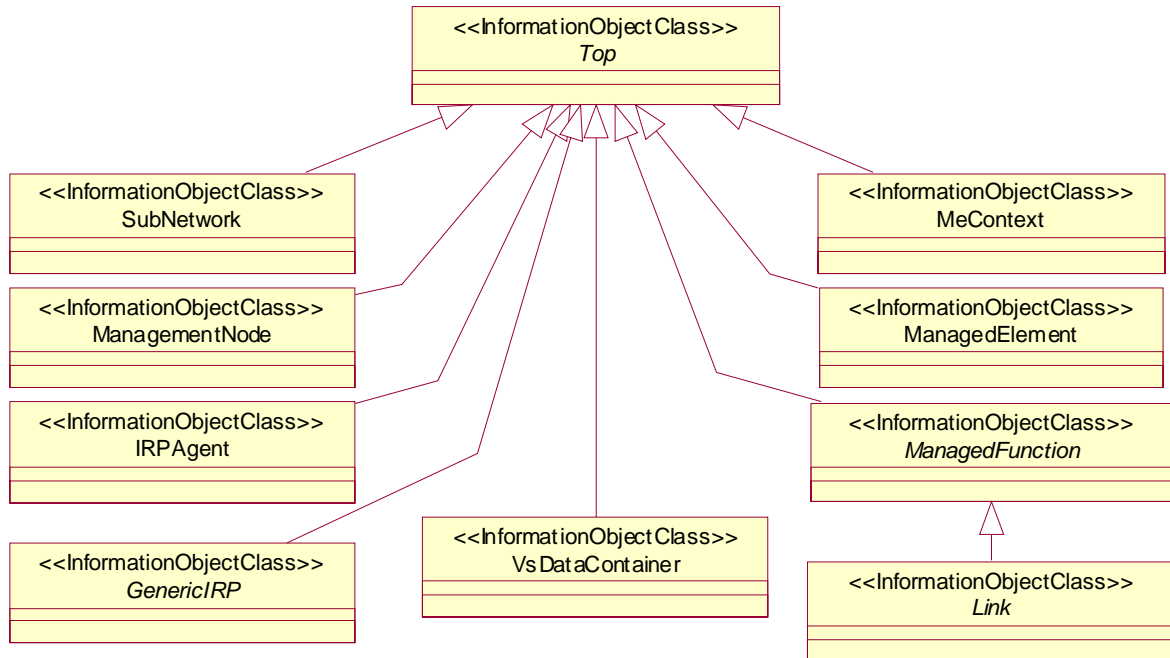 <<InformationObjectClass>>
Top
<<InformationObjectClass>>
SubNetwork
<<InformationObjectClass>>
MeContext
<<InformationObjectClass>>
ManagementNode
<<InformationObjectClass>>
ManagedElement
<<InformationObjectClass>>
IRPAgent
<<InformationObjectClass>>
ManagedFunction
<<InformationObjectClass>>
GenericIRP
<<InformationObjectClass>>
VsDataContainer
<<InformationObjectClass>>
Link